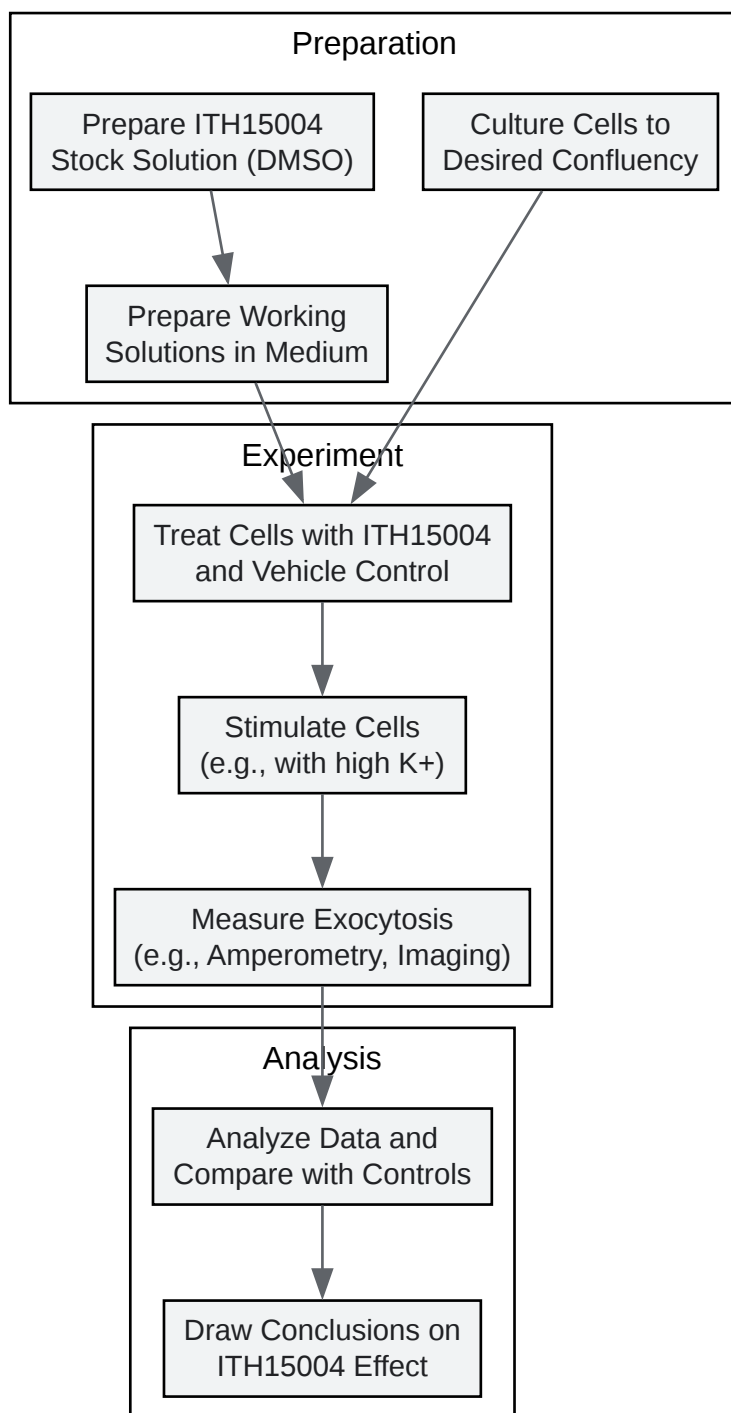 Preparation
Prepare ITH15004
Stock Solution (DMSO)
Culture Cells to
Desired Confluency
Prepare Working
Solutions in Medium
Experiment
Treat Cells with ITH15004
and Vehicle Control
Stimulate Cells
(e.g., with high K+)
Measure Exocytosis
(e.g., Amperometry, Imaging)
Analysis
Analyze Data and
Compare with Controls
Draw Conclusions on
ITH15004 Effect